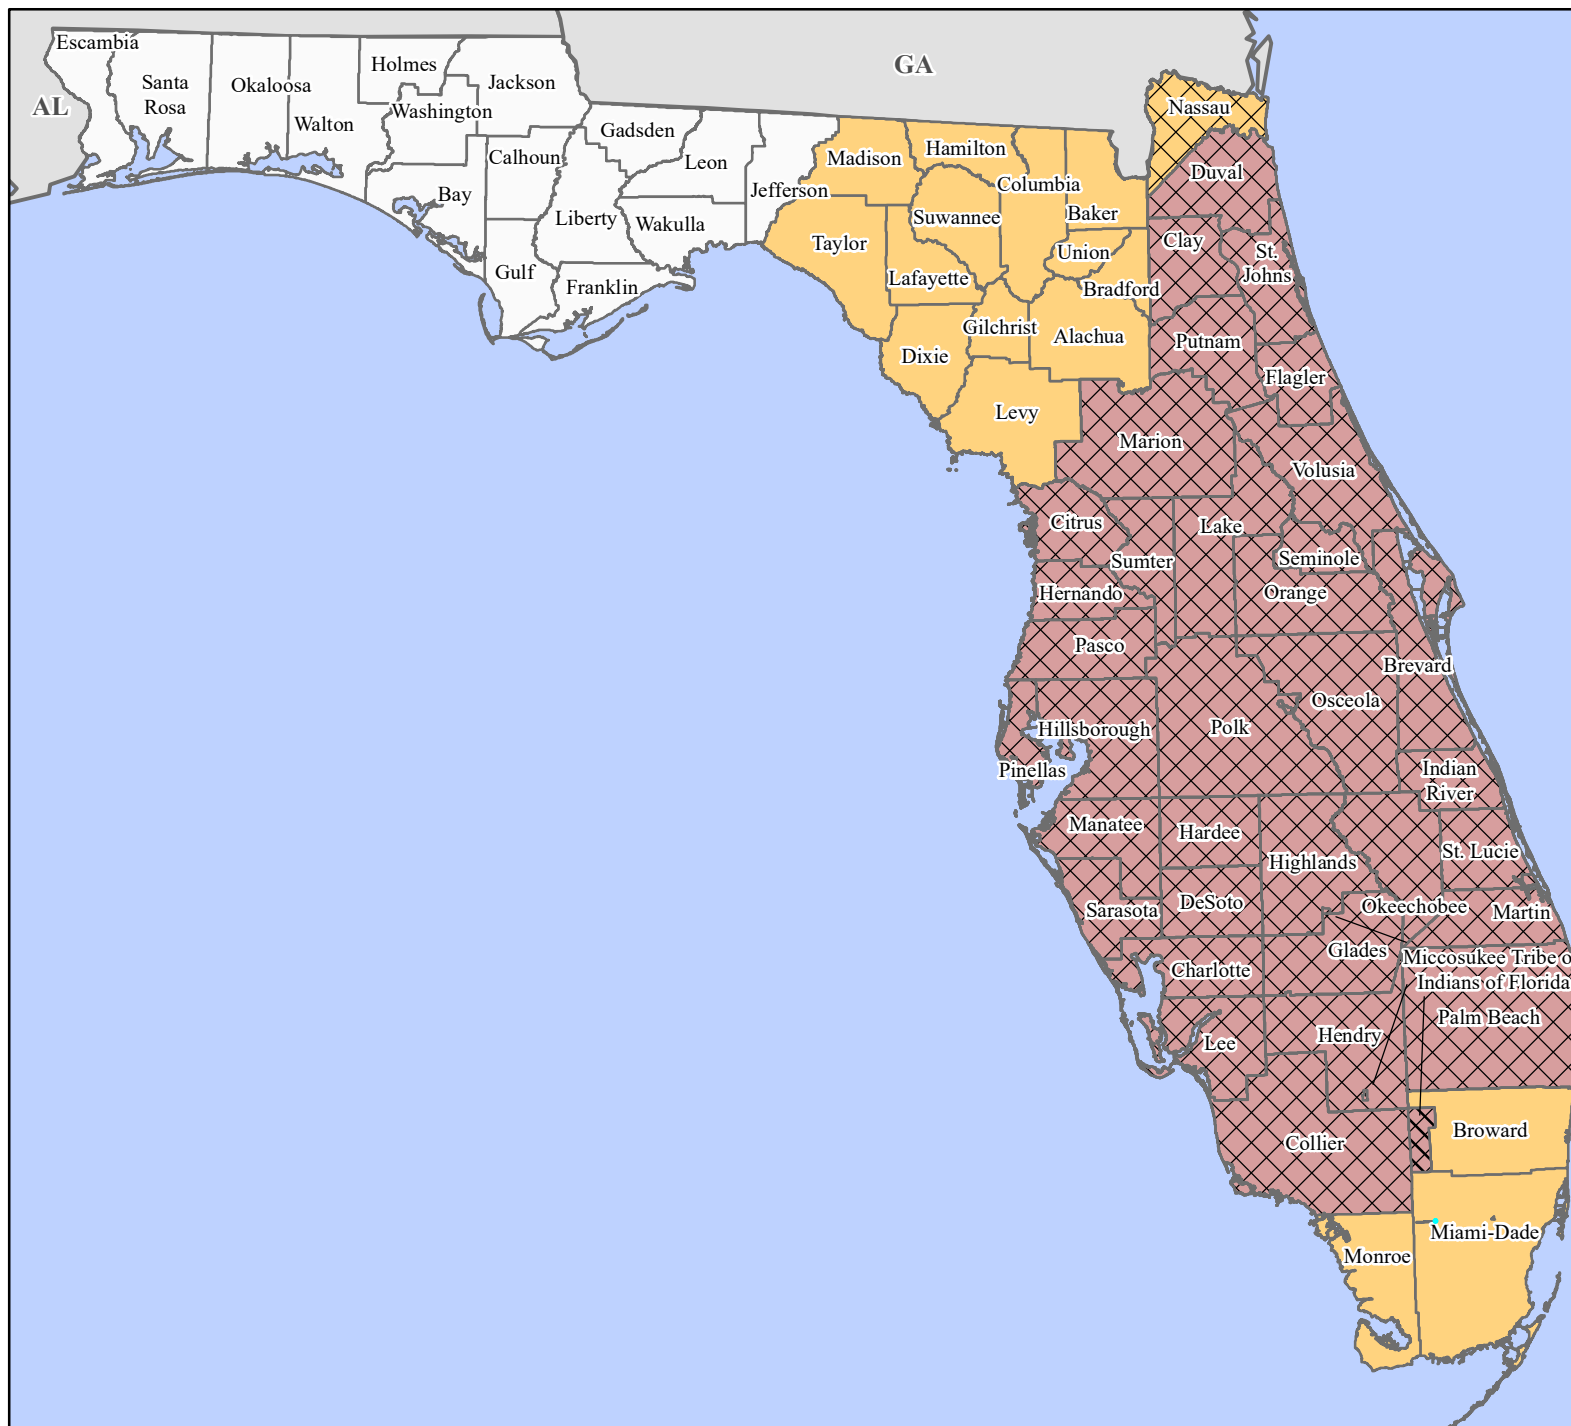 Escambia
Santa
Rosa
Okaloosa
Walton
Holmes
Washington
Jackson
AL
GA
Bay
Calhoun
Gulf
Gadsden
Liberty
Franklin
Leon
Wakulla
Jefferson
Madison
Taylor
Hamilton
Suwannee
Lafayette
Columbia
Baker
Union
Bradford
Gilchrist
Alachua
Dixie
Levy
Nassau
Duval
Clay
St.
Johns
Putnam
Flagler
Marion
Volusia
Citrus
Lake
Sumter
Seminole
Hernando
Orange
Pasco
Brevard
Osceola
Hillsborough
Polk
Pinellas
Indian
River
Manatee
Hardee
Highlands
St. Lucie
Sarasota
DeSoto
Okeechobee
Martin
Glades
Charlotte
Miccosukee Tribe o
Indians of Florida
Palm Beach
Lee
Hendry
Collier
Broward
Miami-Dade
Monroe